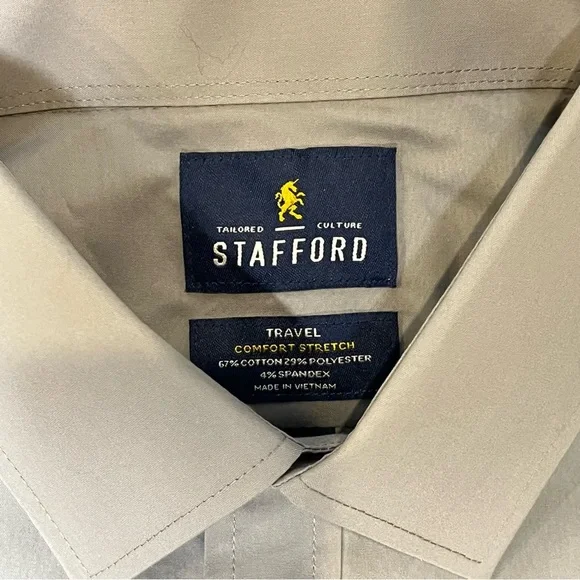 TAILORED CULTURE
STAFFORD
TRAVEL
COMFORT STRETCH
67% COTTON 29% POLYESTER
4% SPANDEX
MADE IN VIETNAM